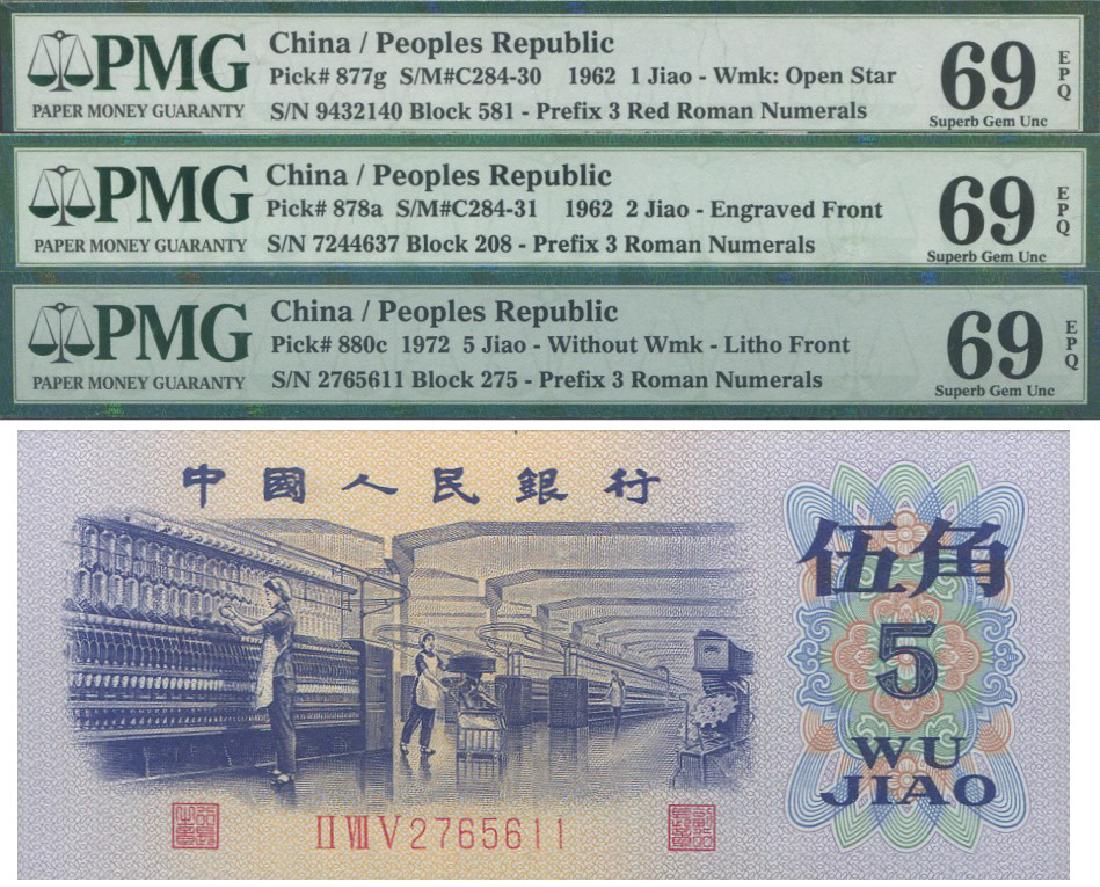 PMG
PAPER MONEY GUARANTY
China / Peoples Republic
Pick# 877g S/M#C284-30 1962 1 Jiao - Wmk: Open Star
S/N 9432140 Block 581 - Prefix 3 Red Roman Numerals
69
EPQ
Superb Gem Unc
PMG
PAPER MONEY GUARANTY
China / Peoples Republic
Pick# 878a S/M#C284-31 1962 2 Jiao - Engraved Front
S/N 7244637 Block 208 - Prefix 3 Roman Numerals
69
EPQ
Superb Gem Unc
PMG
PAPER MONEY GUARANTY
China / Peoples Republic
Pick# 880c 1972 5 Jiao - Without Wmk - Litho Front
S/N 2765611 Block 275 - Prefix 3 Roman Numerals
69
EPQ
Superb Gem Unc
中國人民銀行
伍角
5
WU
JIAO
II VII V 2765611